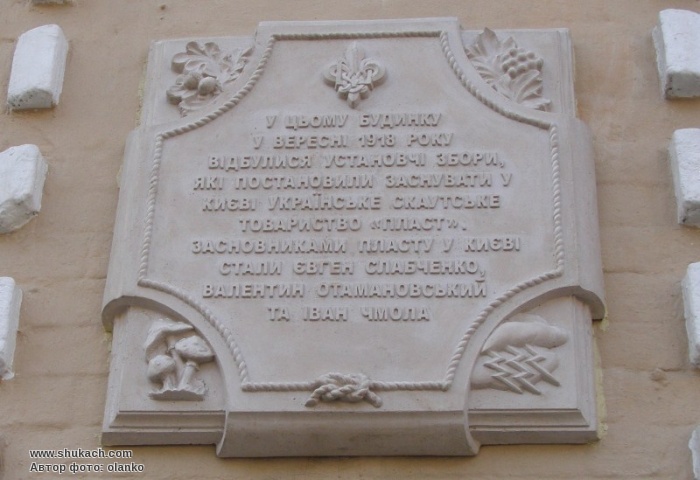 У ЦЬОМУ БУДИНКУ
У ВЕРЕСНІ 1918 РОКУ
ВІДБУЛИСЯ УСТАНОВЧІ ЗБОРИ,
ЯКІ ПОСТАНОВИЛИ ЗАСНУВАТИ У
КИЄВІ УКРАЇНСЬКЕ СКАУТСЬКЕ
ТОВАРИСТВО «ПЛАСТ».
ЗАСНОВНИКАМИ ПЛАСТУ У КИЄВІ
СТАЛИ ЄВГЕН СЛАБЧЕНКО,
ВАЛЕНТИН ОТАМАНОВСЬКИЙ
ТА ІВАН ЧМОЛА
www.shukach.com
Автор фото: olanko